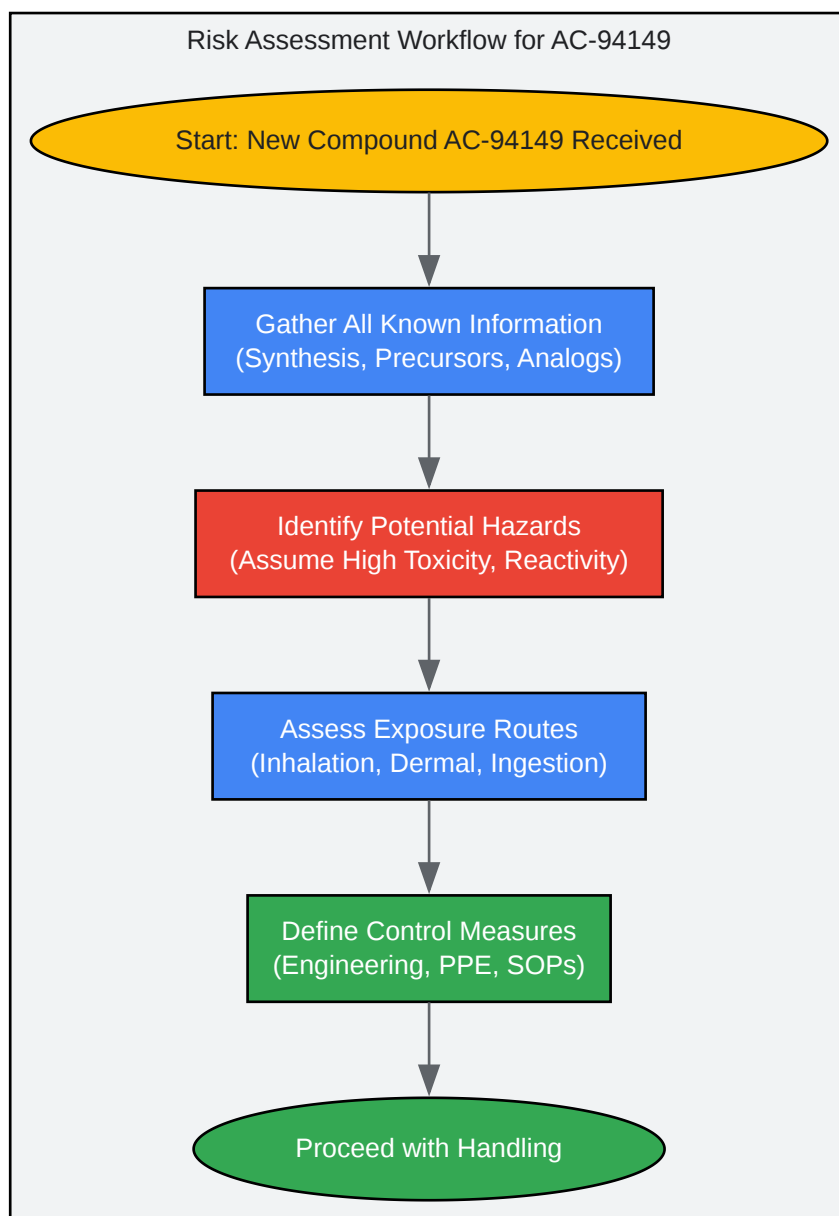 Risk Assessment Workflow for AC-94149
Start: New Compound AC-94149 Received
Gather All Known Information
(Synthesis, Precursors, Analogs)
Identify Potential Hazards
(Assume High Toxicity, Reactivity)
Assess Exposure Routes
(Inhalation, Dermal, Ingestion)
Define Control Measures
(Engineering, PPE, SOPs)
Proceed with Handling